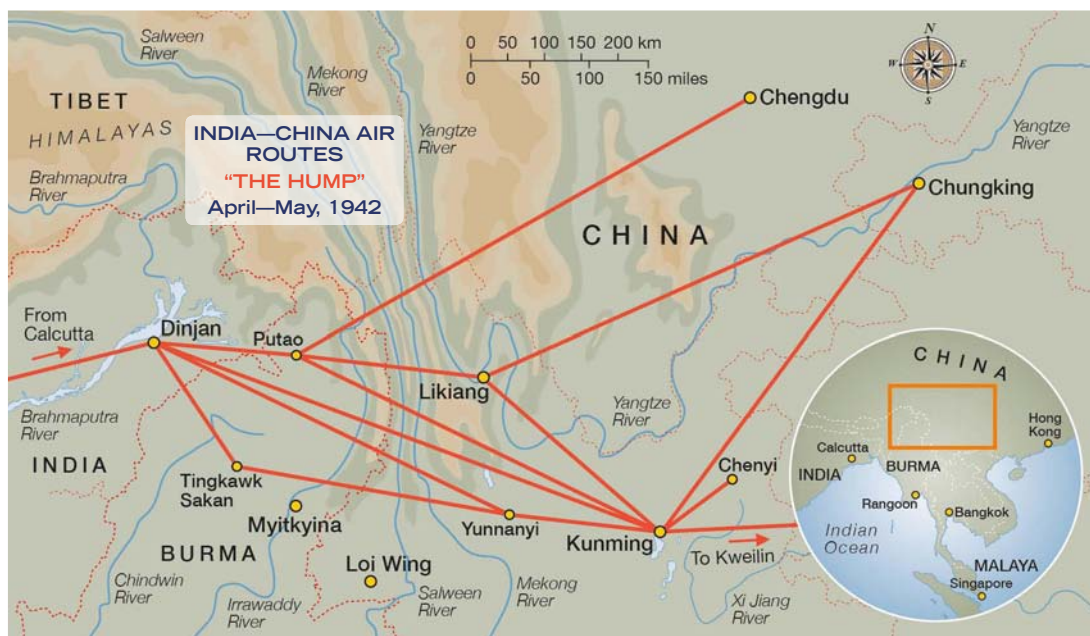 Salween
River
Mekong
River
0 50 100 150 200 km
0 50 100 150 miles
N
W
E
S
TIBET
HIMALAYAS
INDIA—CHINA AIR
ROUTES
“THE HUMP”
April—May, 1942
Yangtze
River
Chengdu
Yangtze
River
Brahmaputra
River
Chungking
CHINA
From
Calcutta
Dinjan
Putao
Likiang
Yangtze
River
Brahmaputra
River
INDIA
Tingkawk
Sakan
Myitkyina
BURMA
Yunnanyi
Chenyi
Kunming
To Kweilin
Loi Wing
Chindwin
River
Irrawaddy
River
Salween
River
Mekong
River
Xi Jiang
River
CHINA
Hong
Kong
Calcutta
INDIA
BURMA
Rangoon
Bangkok
Indian
Ocean
MALAYA
Singapore